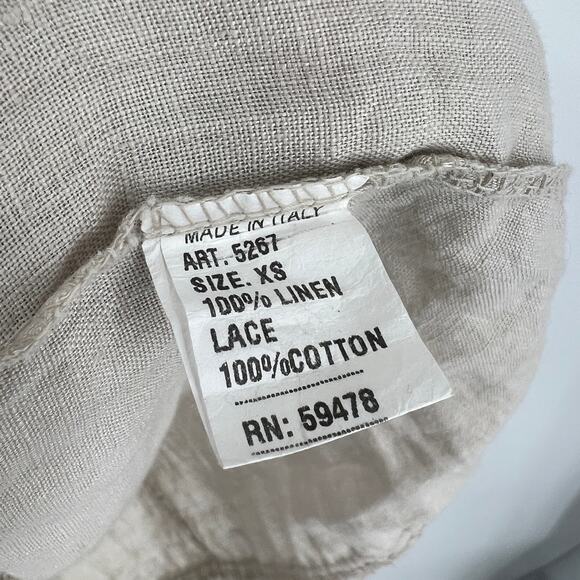 MADE IN ITALY
ART. 5267
SIZE. XS
100% LINEN
LACE
100%COTTON
RN: 59478